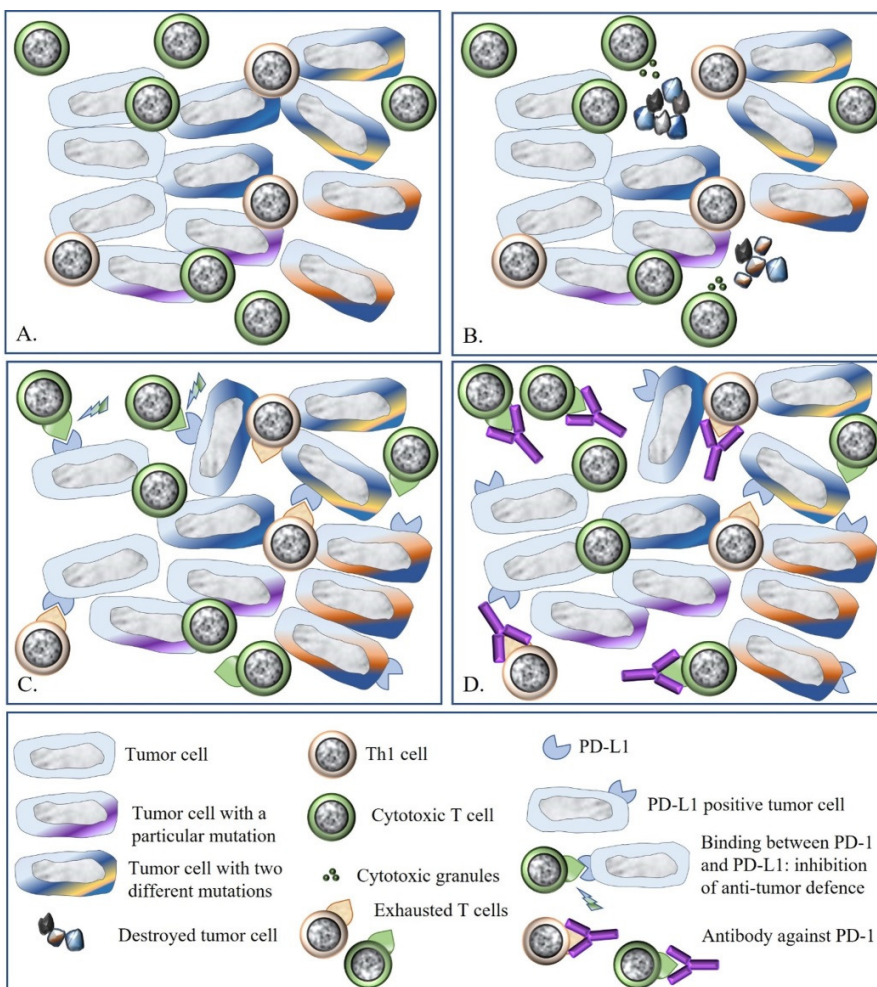 A.
B.
C.
D.
Tumor cell
Tumor cell with a
particular mutation
Tumor cell with two
different mutations
Destroyed tumor cell
Th1 cell
Cytotoxic T cell
Cytotoxic granules
Exhausted T cells
PD-L1
PD-L1 positive tumor cell
Binding between PD-1
and PD-L1: inhibition
of anti-tumor defence
Antibody against PD-1